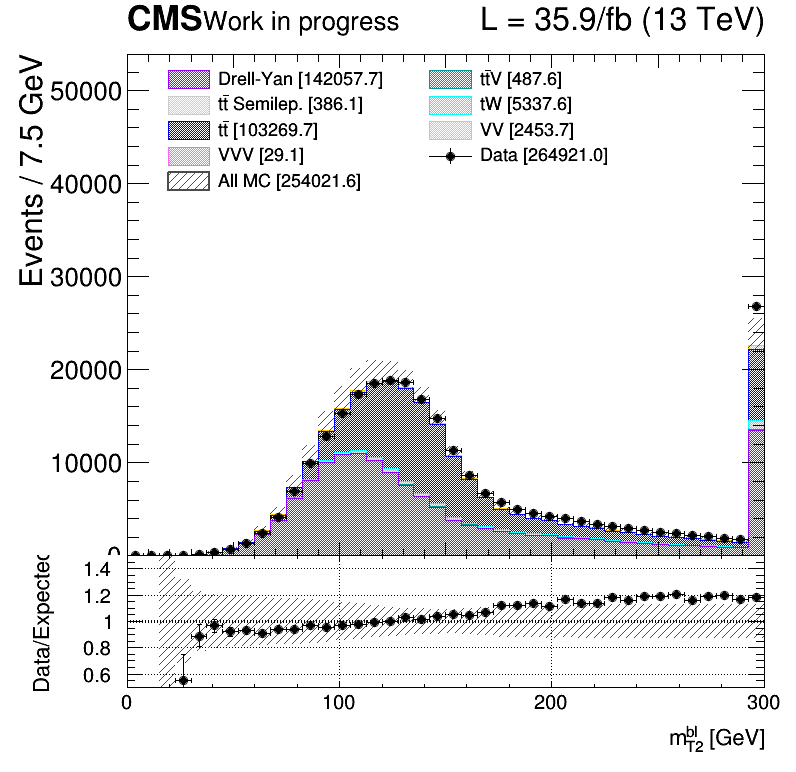 CMS Work in progress L = 35.9/fb (13 TeV)
Events / 7.5 GeV
50000
40000
30000
20000
10000
0
Drell-Yan [142057.7]
tt̄ Semilep. [386.1]
tt̄ [103269.7]
VVV [29.1]
All MC [254021.6]
tt̄V [487.6]
tW [5337.6]
VV [2453.7]
Data [264921.0]
Data/Expected
1.4
1.2
1
0.8
0.6
0 100 200 300
m_{T2}^{bl} [GeV]